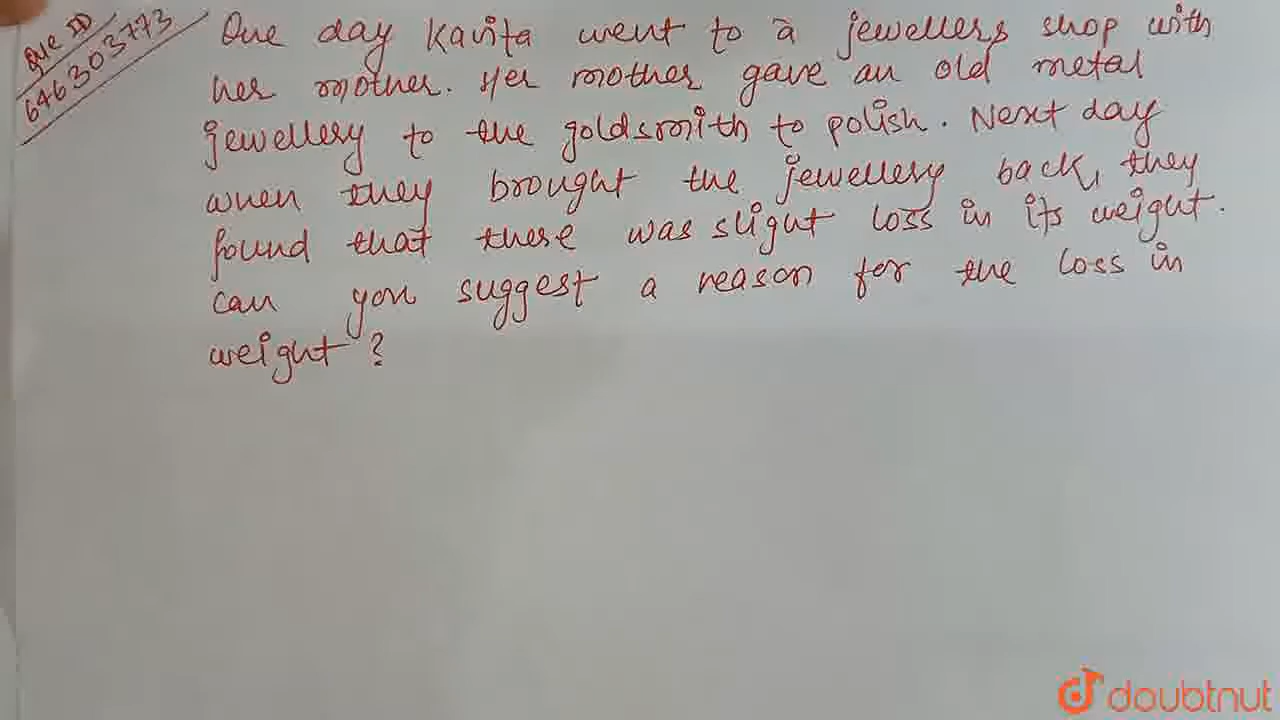 Que ID
646303773
One day Kavita went to a jewellers shop with
her mother. Her mother gave an old metal
jewellery to the goldsmith to polish. Next day
when they brought the jewellery back, they
found that there was slight loss in its weight.
can you suggest a reason for the loss in
weight ?
doubtnut